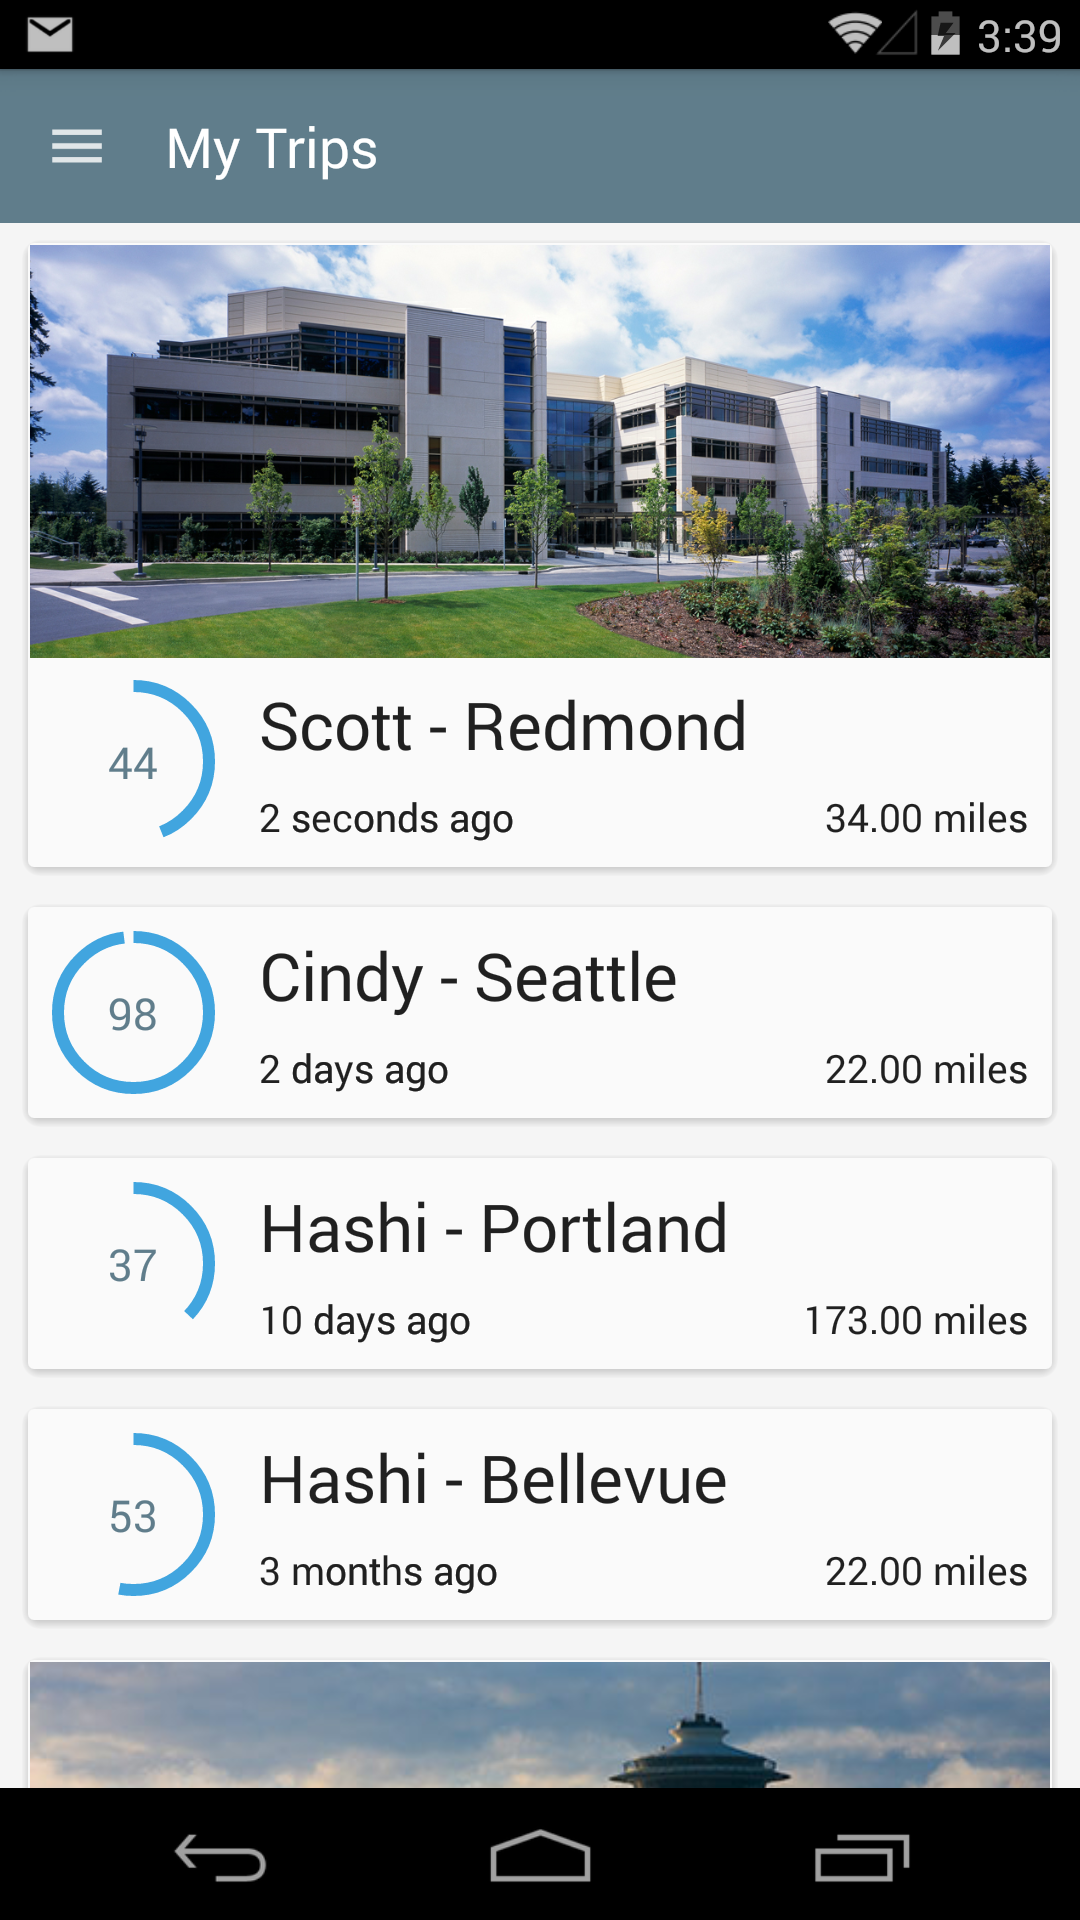 3:39
My Trips
44
Scott - Redmond
2 seconds ago 34.00 miles
98
Cindy - Seattle
2 days ago 22.00 miles
37
Hashi - Portland
10 days ago 173.00 miles
53
Hashi - Bellevue
3 months ago 22.00 miles